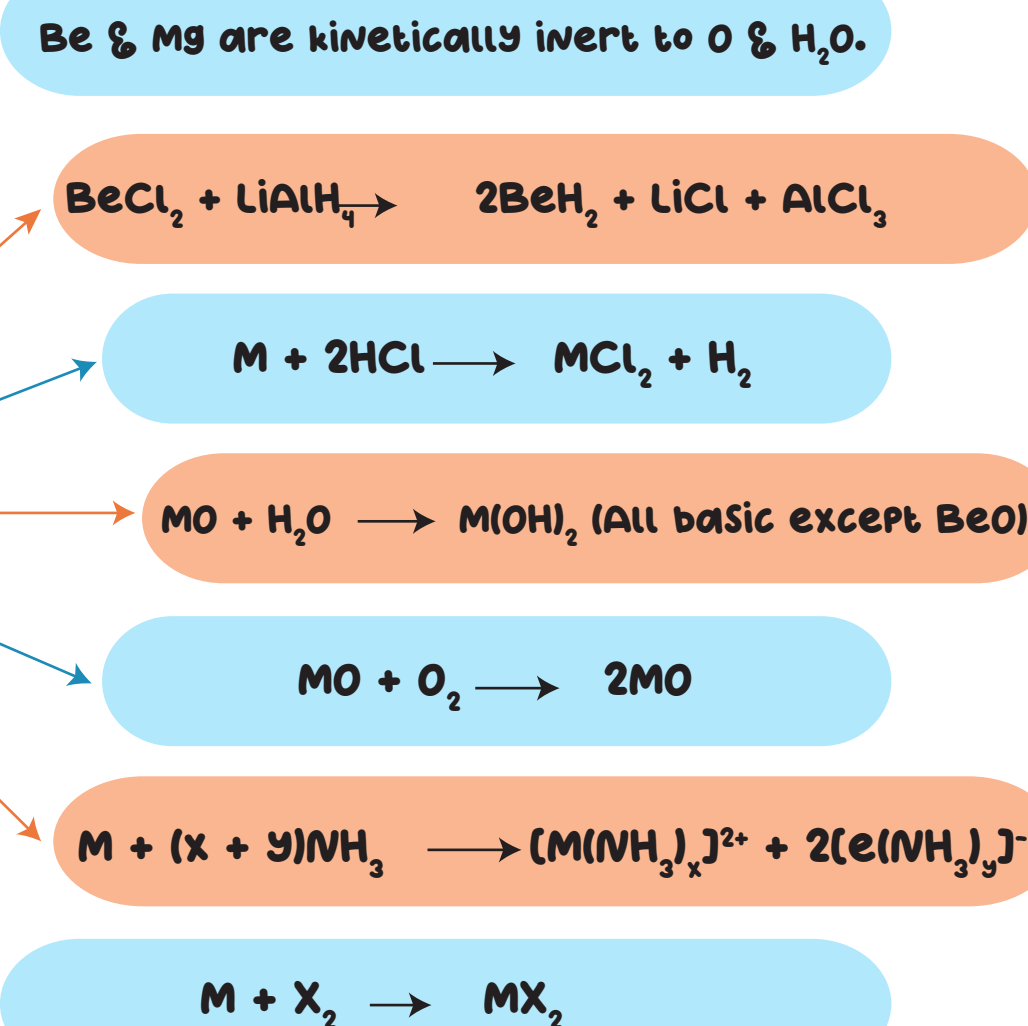 Be & Mg are kinetically inert to O & H₂O.
BeCl₂ + LiAlH₄ → 2BeH₂ + LiCl + AlCl₃
M + 2HCl → MCl₂ + H₂
MO + H₂O → M(OH)₂ (All basic except BeO)
MO + O₂ → 2MO
M + (x + y)NH₃ → [M(NH₃)ₓ]²⁺ + 2[e(NH₃)y]⁻
M + X₂ → MX₂